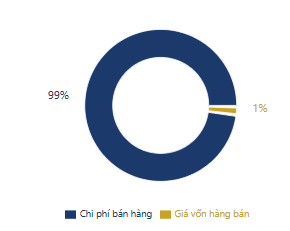 99%
1%
Chi phí bán hàng
Giá vốn hàng bán